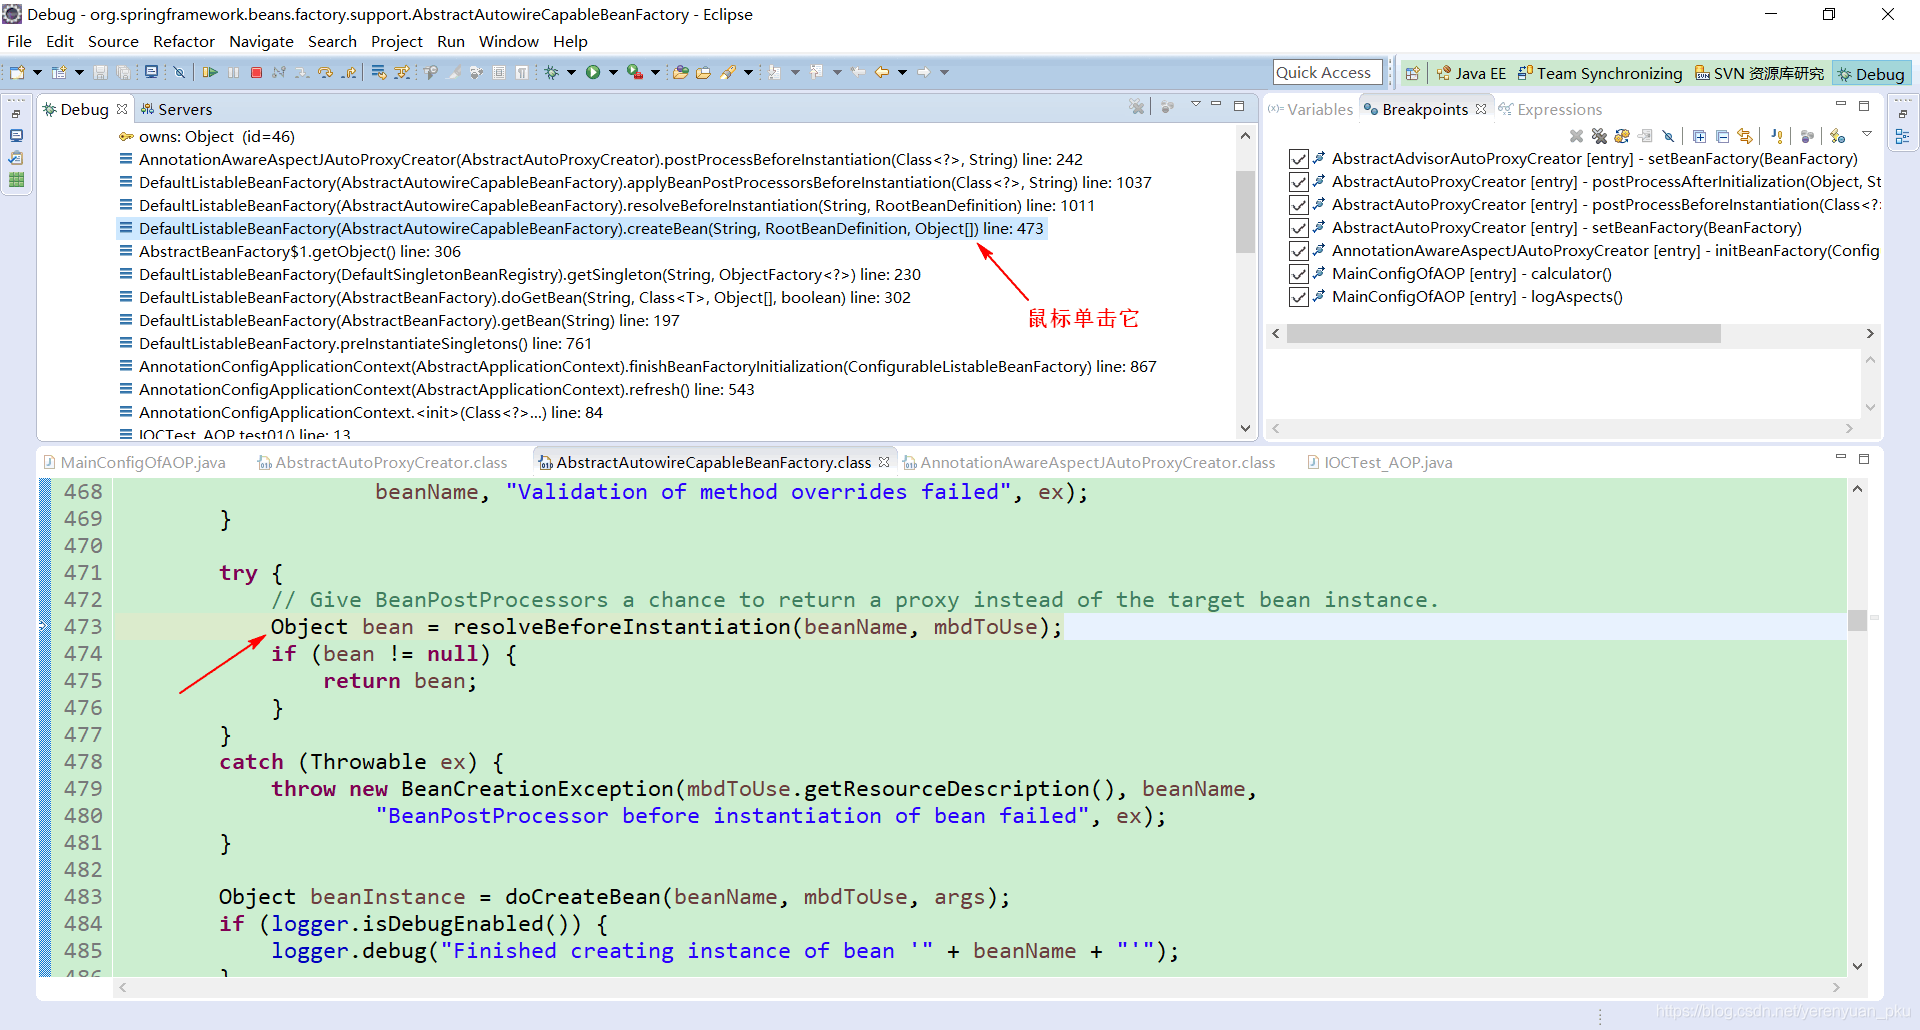 Debug - org.springframework.beans.factory.support.AbstractAutowireCapableBeanFactory - Eclipse
File Edit Source Refactor Navigate Search Project Run Window Help
Quick Access
Java EE
Team Synchronizing
SVN 资源库研究
Debug
Debug
Servers
owns: Object (id=46)
AnnotationAwareAspectJAutoProxyCreator(AbstractAutoProxyCreator).postProcessBeforeInstantiation(Class<?>, String) line: 242
DefaultListableBeanFactory(AbstractAutowireCapableBeanFactory).applyBeanPostProcessorsBeforeInstantiation(Class<?>, String) line: 1037
DefaultListableBeanFactory(AbstractAutowireCapableBeanFactory).resolveBeforeInstantiation(String, RootBeanDefinition) line: 1011
DefaultListableBeanFactory(AbstractAutowireCapableBeanFactory).createBean(String, RootBeanDefinition, Object[]) line: 473
AbstractBeanFactory$1.getObject() line: 306
DefaultListableBeanFactory(DefaultSingletonBeanRegistry).getSingleton(String, ObjectFactory<?>) line: 230
DefaultListableBeanFactory(AbstractBeanFactory).doGetBean(String, Class<T>, Object[], boolean) line: 302
DefaultListableBeanFactory(AbstractBeanFactory).getBean(String) line: 197
DefaultListableBeanFactory.preInstantiateSingletons() line: 761
AnnotationConfigApplicationContext(AbstractApplicationContext).finishBeanFactoryInitialization(ConfigurableListableBeanFactory) line: 867
AnnotationConfigApplicationContext(AbstractApplicationContext).refresh() line: 543
AnnotationConfigApplicationContext.<init>(Class<?>...) line: 84
IOCTest_AOP.test01() line: 13
鼠标单击它
Variables
Breakpoints
Expressions
AbstractAdvisorAutoProxyCreator [entry] - setBeanFactory(BeanFactory)
AbstractAutoProxyCreator [entry] - postProcessAfterInitialization(Object, St
AbstractAutoProxyCreator [entry] - postProcessBeforeInstantiation(Class<?
AbstractAutoProxyCreator [entry] - setBeanFactory(BeanFactory)
AnnotationAwareAspectJAutoProxyCreator [entry] - initBeanFactory(Config
MainConfigOfAOP [entry] - calculator()
MainConfigOfAOP [entry] - logAspects()
MainConfigOfAOP.java
AbstractAutoProxyCreator.class
AbstractAutowireCapableBeanFactory.class
AnnotationAwareAspectJAutoProxyCreator.class
IOCTest_AOP.java
468 beanName, "Validation of method overrides failed", ex);
469 }
470
471 try {
472 // Give BeanPostProcessors a chance to return a proxy instead of the target bean instance.
473 Object bean = resolveBeforeInstantiation(beanName, mbdToUse);
474 if (bean != null) {
475 return bean;
476 }
477 }
478 catch (Throwable ex) {
479 throw new BeanCreationException(mbdToUse.getResourceDescription(), beanName,
480 "BeanPostProcessor before instantiation of bean failed", ex);
481 }
482
483 Object beanInstance = doCreateBean(beanName, mbdToUse, args);
484 if (logger.isDebugEnabled()) {
485 logger.debug("Finished creating instance of bean '" + beanName + "'");
486 }
https://blog.csdn.net/yerenyuan_pku